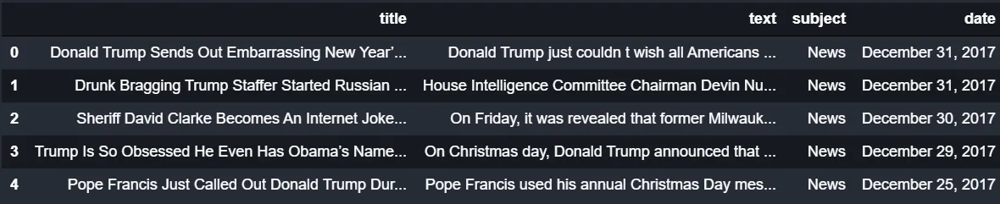 title text subject date
0 Donald Trump Sends Out Embarrassing New Year’... Donald Trump just couldn t wish all Americans ... News December 31, 2017
1 Drunk Bragging Trump Staffer Started Russian ... House Intelligence Committee Chairman Devin Nu... News December 31, 2017
2 Sheriff David Clarke Becomes An Internet Joke... On Friday, it was revealed that former Milwauk... News December 30, 2017
3 Trump Is So Obsessed He Even Has Obama’s Name... On Christmas day, Donald Trump announced that ... News December 29, 2017
4 Pope Francis Just Called Out Donald Trump Dur... Pope Francis used his annual Christmas Day mes... News December 25, 2017